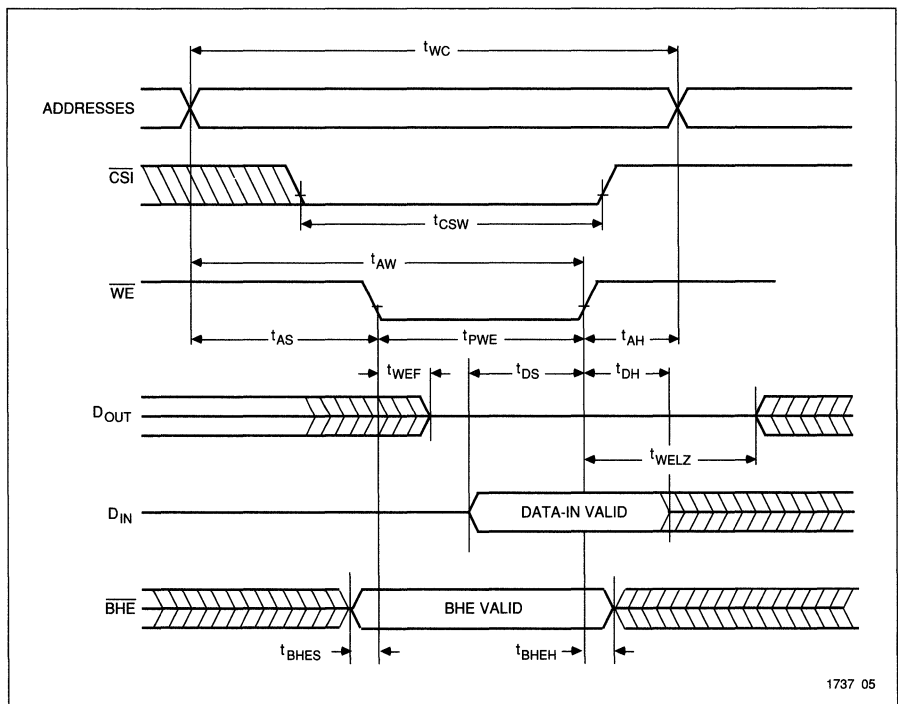 tWC
ADDRESSES
CSI
tCSW
tAW
WE
tAS
tPWE
tAH
tWEF
tDS
tDH
DOUT
tWELZ
DIN
DATA-IN VALID
BHE
BHE VALID
tBHES
tBHEH
1737 05